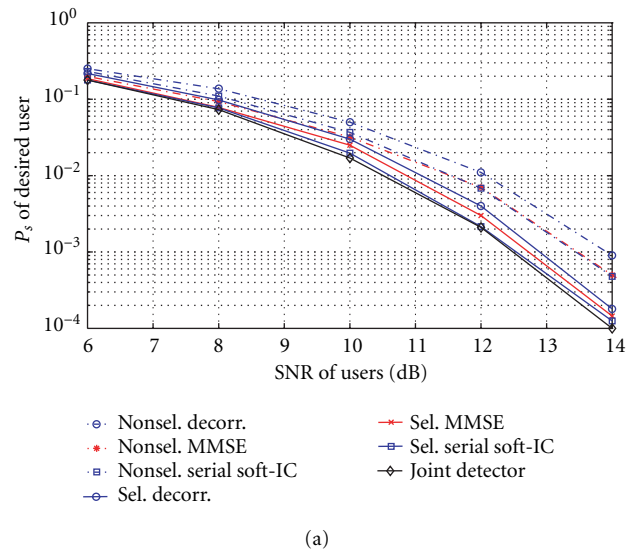 10^0
10^-1
10^-2
10^-3
10^-4
P_s of desired user
6 7 8 9 10 11 12 13 14
SNR of users (dB)
Nonsel. decorr.
Nonsel. MMSE
Nonsel. serial soft-IC
Sel. decorr.
Sel. MMSE
Sel. serial soft-IC
Joint detector
(a)